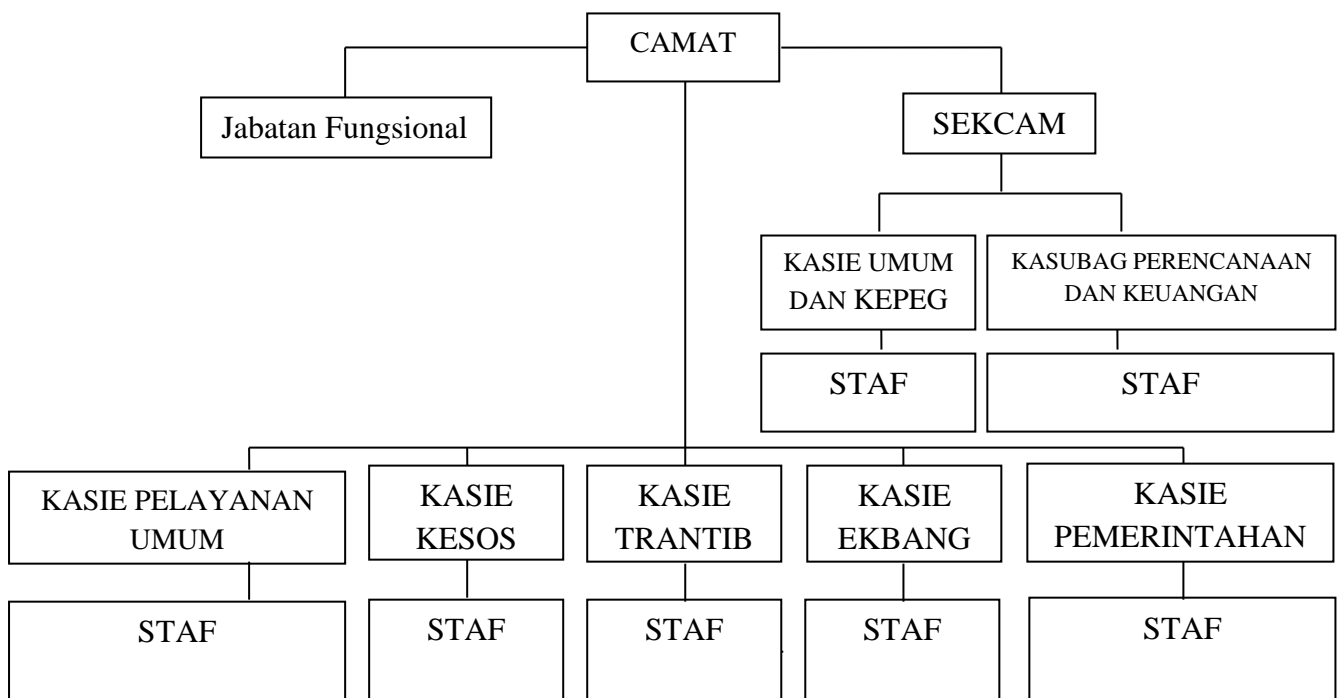 CAMAT
Jabatan Fungsional
SEKCAM
KASIE UMUM
DAN KEPEG
KASUBAG PERENCANAAN
DAN KEUANGAN
STAF
STAF
KASIE PELAYANAN
UMUM
KASIE
KESOS
KASIE
TRANTIB
KASIE
EKBANG
KASIE
PEMERINTAHAN
STAF
STAF
STAF
STAF
STAF